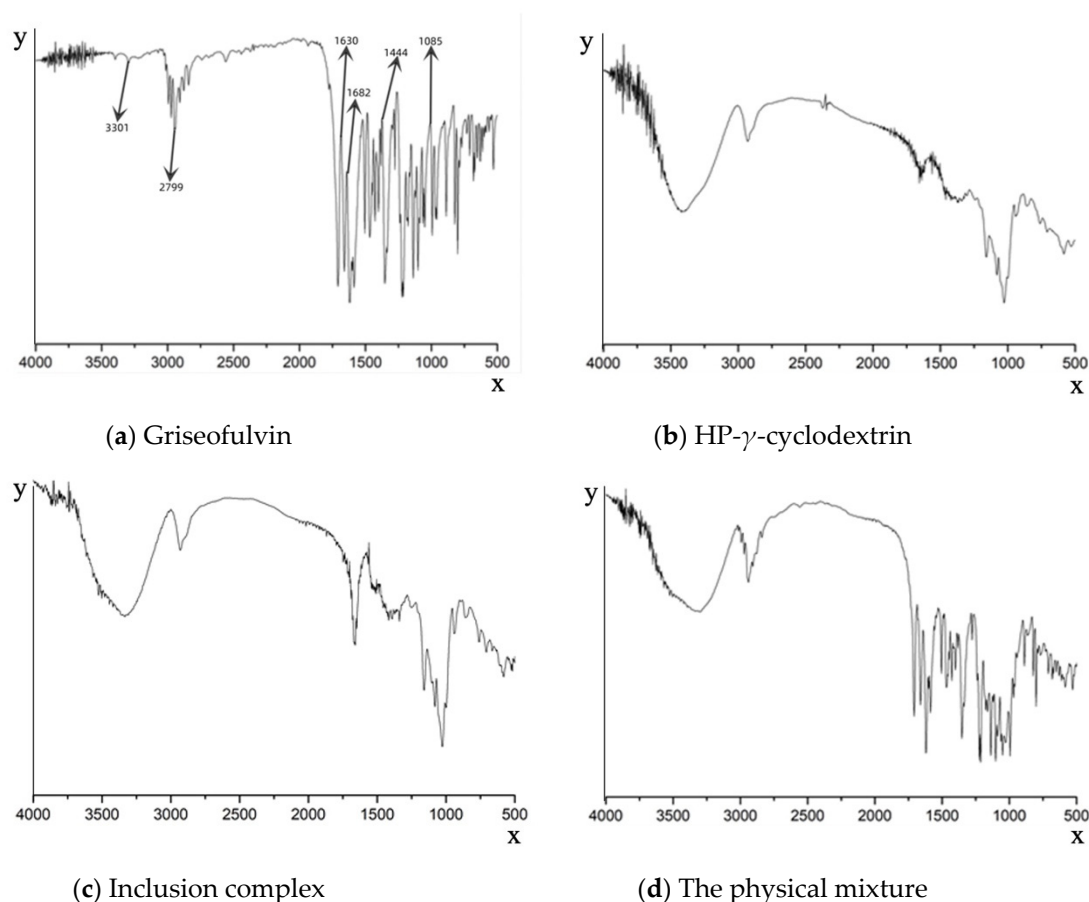 y
1630
1444
1085
1682
3301
2799
4000 3500 3000 2500 2000 1500 1000 500
x
(a) Griseofulvin
y
4000 3500 3000 2500 2000 1500 1000 500
x
(b) HP-γ-cyclodextrin
y
4000 3500 3000 2500 2000 1500 1000 500
x
(c) Inclusion complex
y
4000 3500 3000 2500 2000 1500 1000 500
x
(d) The physical mixture